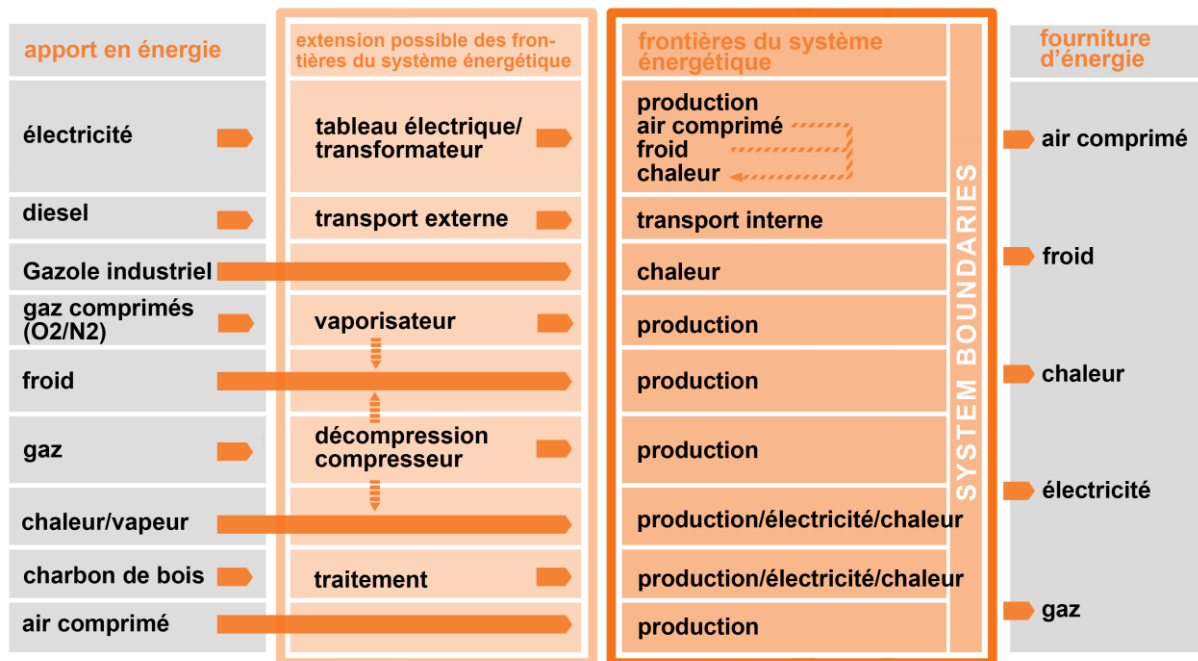 apport en énergie
extension possible des fron-
tières du système énergétique
frontières du système
énergétique
fourniture
d'énergie
électricité
tableau électrique/
transformateur
production
air comprimé
froid
chaleur
air comprimé
diesel
transport externe
transport interne
froid
Gazole industriel
chaleur
gaz comprimés
(O2/N2)
vaporisateur
production
froid
production
chaleur
gaz
décompression
compresseur
production
électricité
chaleur/vapeur
production/électricité/chaleur
charbon de bois
traitement
production/électricité/chaleur
gaz
air comprimé
production
SYSTEM BOUNDARIES